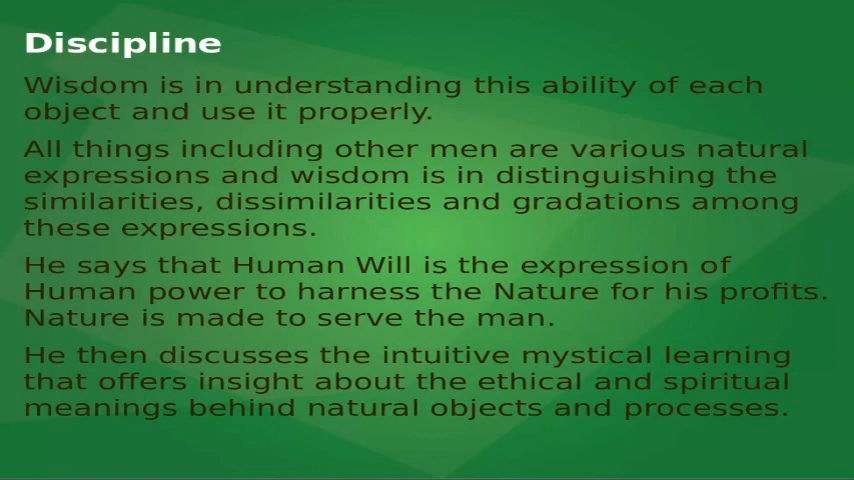 Discipline
Wisdom is in understanding this ability of each
object and use it properly.
All things including other men are various natural
expressions and wisdom is in distinguishing the
similarities, dissimilarities and gradations among
these expressions.
He says that Human Will is the expression of
Human power to harness the Nature for his profits.
Nature is made to serve the man.
He then discusses the intuitive mystical learning
that offers insight about the ethical and spiritual
meanings behind natural objects and processes.